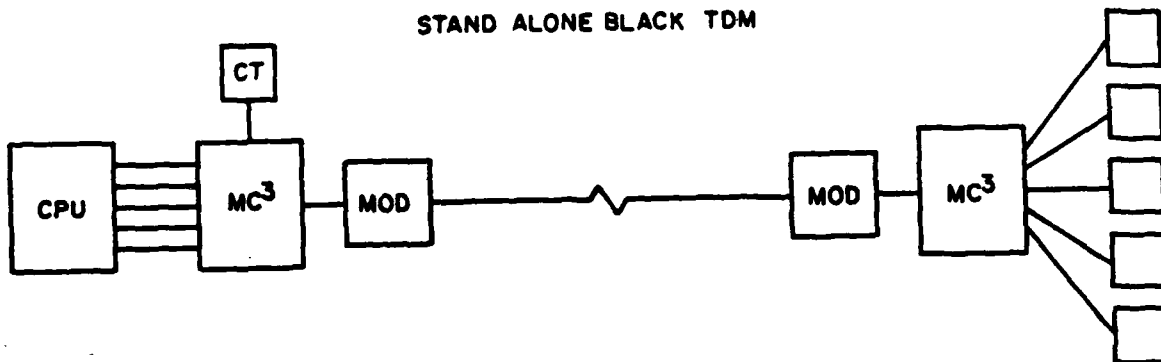 STAND ALONE BLACK TDM
CT
CPU
MC³
MOD
MOD
MC³